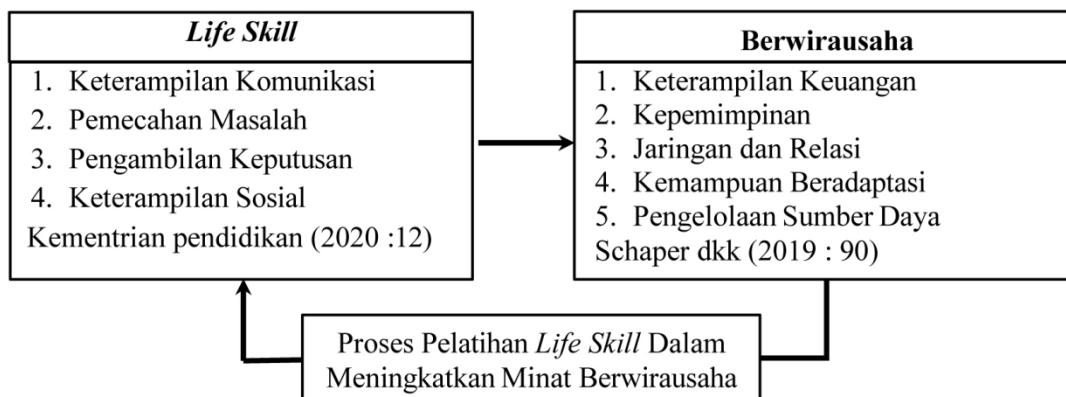 Life Skill
1. Keterampilan Komunikasi
2. Pemecahan Masalah
3. Pengambilan Keputusan
4. Keterampilan Sosial
Kementrian pendidikan (2020 :12)
Berwirausaha
1. Keterampilan Keuangan
2. Kepemimpinan
3. Jaringan dan Relasi
4. Kemampuan Beradaptasi
5. Pengelolaan Sumber Daya
Schaper dkk (2019 : 90)
Proses Pelatihan Life Skill Dalam
Meningkatkan Minat Berwirausaha